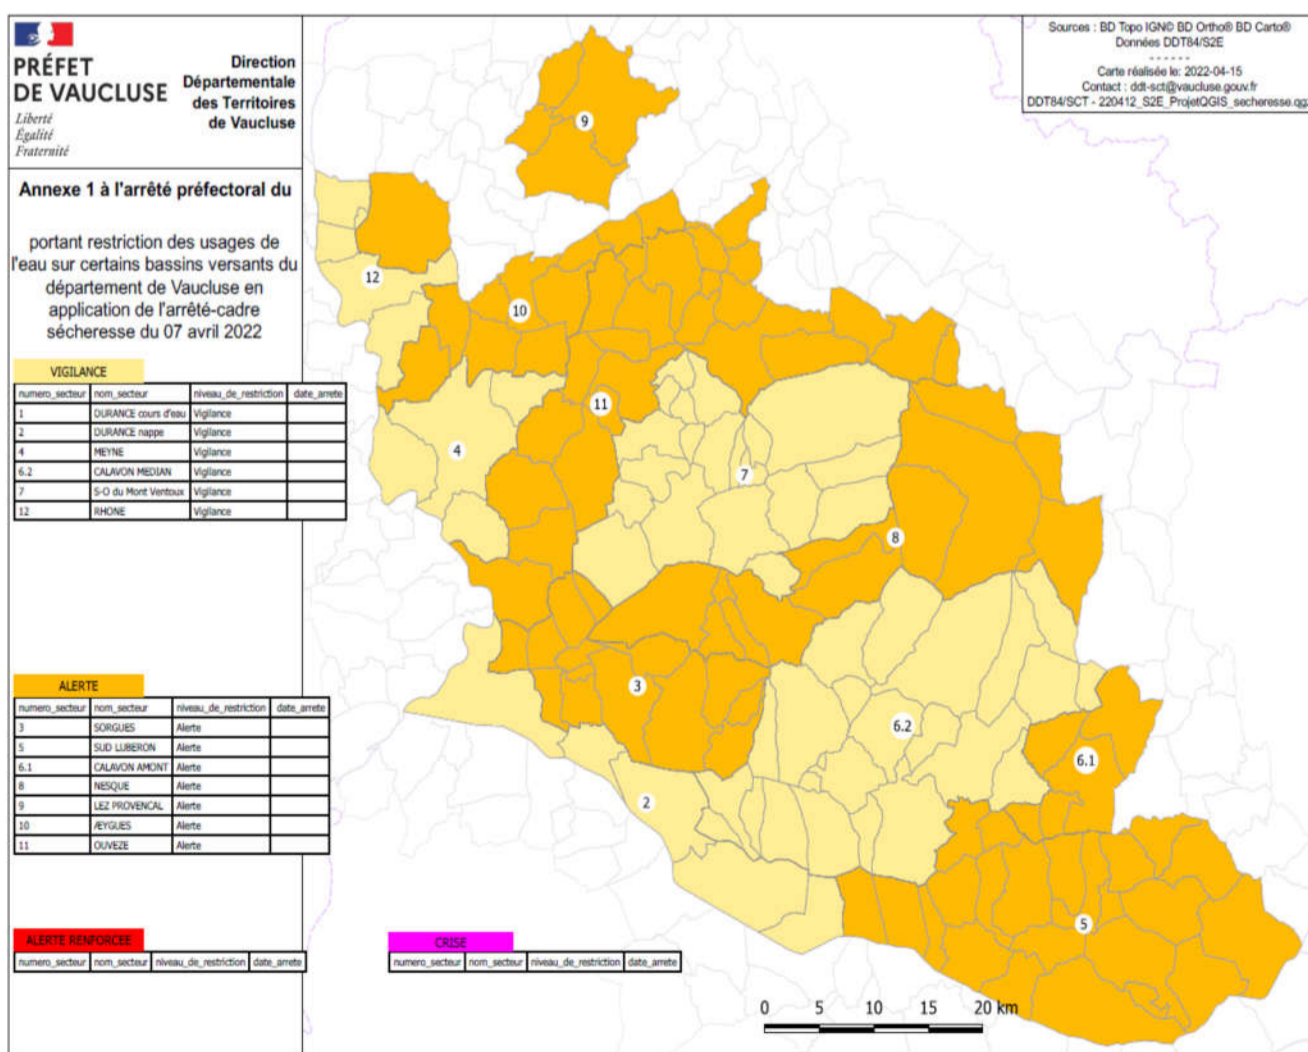 PRÉFET
DE VAUCLUSE
Liberté
Égalité
Fraternité
Direction
Départementale
des Territoires
de Vaucluse
Sources : BD Topo IGN© BD Ortho® BD Carto®
Données DDT84/S2E
- - - - - -
Carte réalisée le: 2022-04-15
Contact : ddt-sct@vaucluse.gouv.fr
DDT84/SCT - 220412_S2E_ProjetQGIS_secheresse.qgz
Annexe 1 à l'arrêté préfectoral du
portant restriction des usages de
l'eau sur certains bassins versants du
département de Vaucluse en
application de l'arrêté-cadre
sécheresse du 07 avril 2022
VIGILANCE
numero_secteur nom_secteur niveau_de_restriction date_arrete
1 DURANCE cours d'eau Vigilance
2 DURANCE nappe Vigilance
4 MEYNE Vigilance
6.2 CALAVON MEDIAN Vigilance
7 S-O du Mont Ventoux Vigilance
12 RHONE Vigilance
ALERTE
numero_secteur nom_secteur niveau_de_restriction date_arrete
3 SORGUES Alerte
5 SUD LUBERON Alerte
6.1 CALAVON AMONT Alerte
8 NESQUE Alerte
9 LEZ PROVENCAL Alerte
10 ÆYGUES Alerte
11 OUVEZE Alerte
ALERTE RENFORCEE
numero_secteur nom_secteur niveau_de_restriction date_arrete
CRISE
numero_secteur nom_secteur niveau_de_restriction date_arrete
9
12
10
11
4
7
8
3
6.2
6.1
2
5
0 5 10 15 20 km